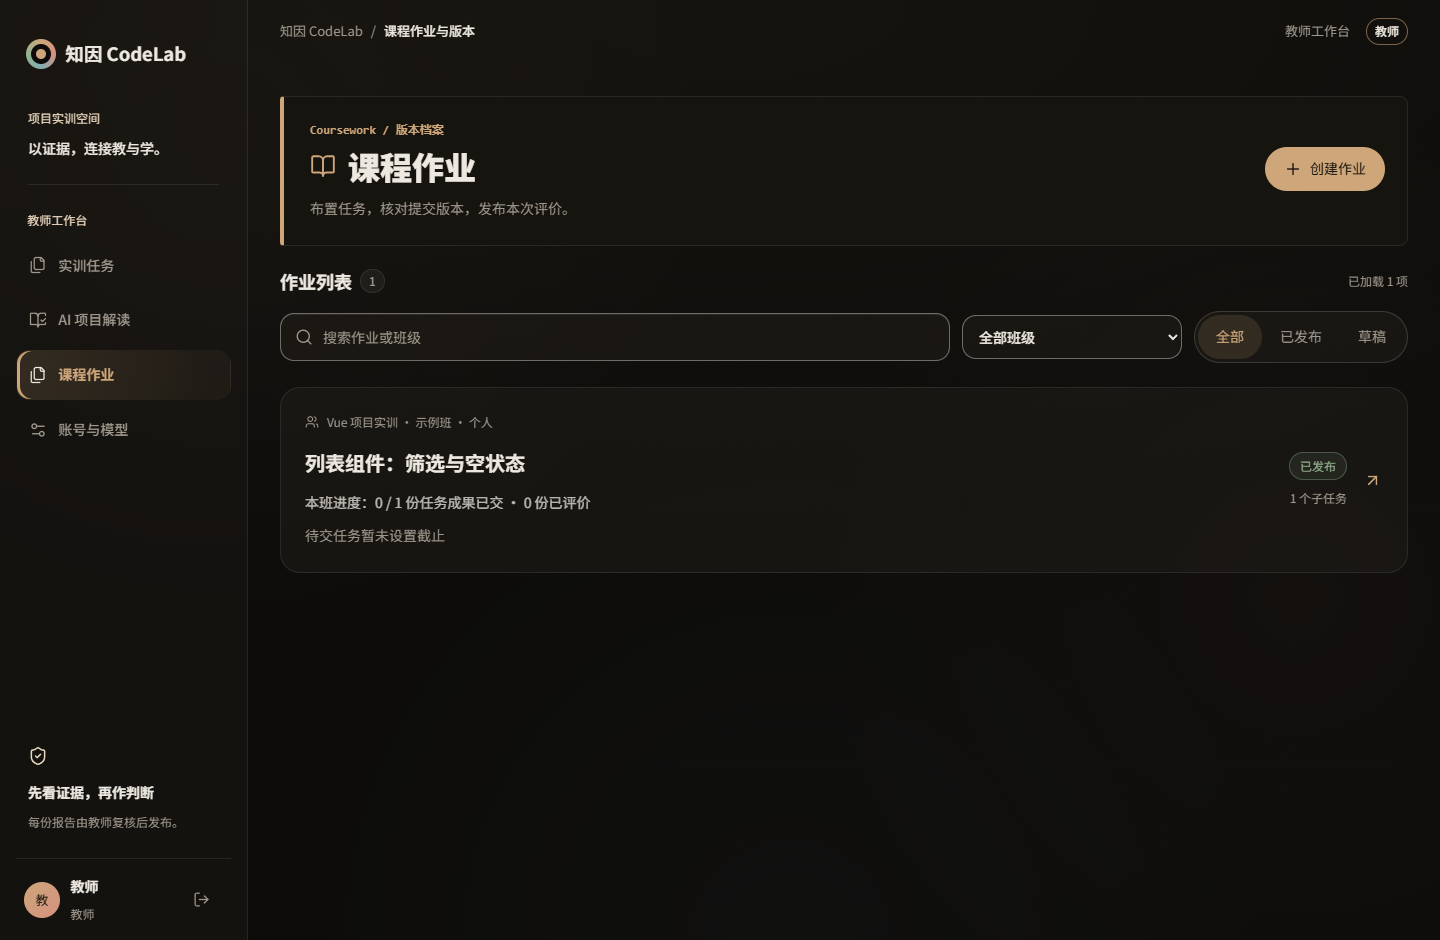 知因 CodeLab
项目实训空间
以证据，连接教与学。
教师工作台
实训任务
AI 项目解读
课程作业
账号与模型
先看证据，再作判断
每份报告由教师复核后发布。
教
教师
教师
知因 CodeLab / 课程作业与版本
教师工作台
教师
Coursework / 版本档案
课程作业
布置任务，核对提交版本，发布本次评价。
创建作业
作业列表 1
已加载 1 项
搜索作业或班级
全部班级
全部 已发布 草稿
Vue 项目实训 · 示例班 · 个人
列表组件：筛选与空状态
本班进度：0 / 1 份任务成果已交 · 0 份已评价
待交任务暂未设置截止
已发布
1 个子任务